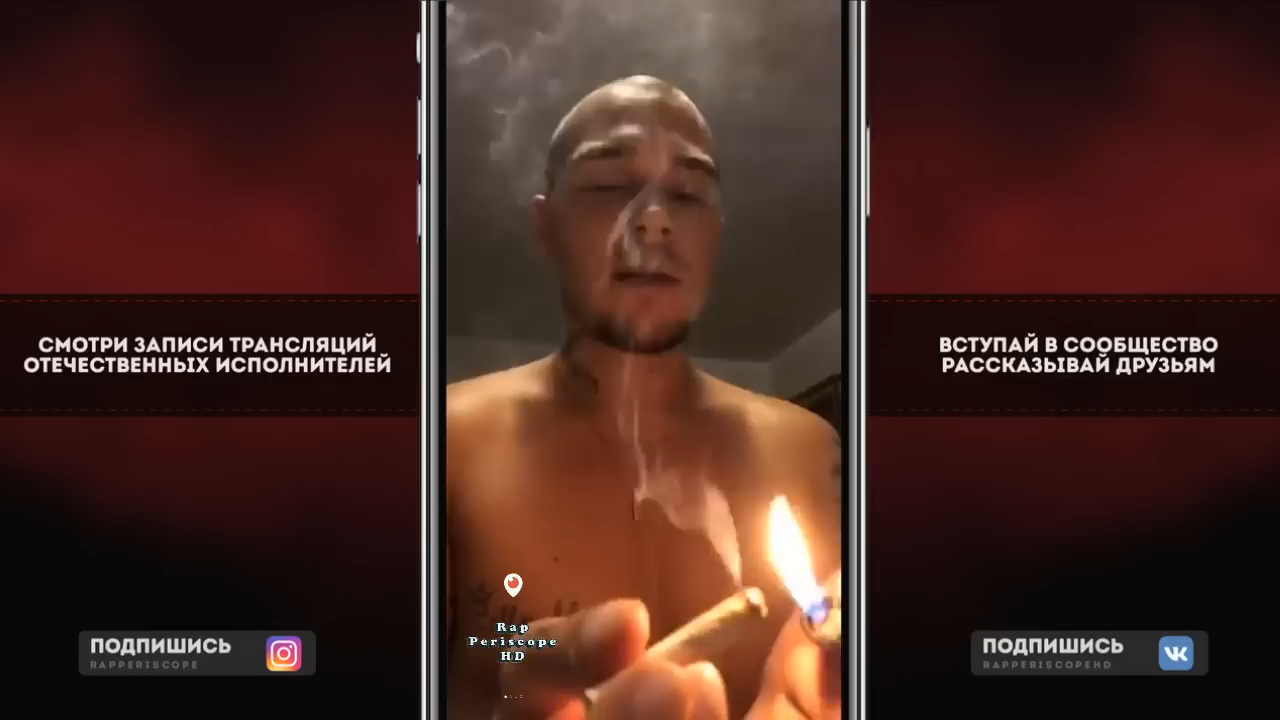 СМОТРИ ЗАПИСИ ТРАНСЛЯЦИЙ
ОТЕЧЕСТВЕННЫХ ИСПОЛНИТЕЛЕЙ
ВСТУПАЙ В СООБЩЕСТВО
РАССКАЗЫВАЙ ДРУЗЬЯМ
Rap
Periscope
HD
ПОДПИШИСЬ
RAPPERISCOPE
ПОДПИШИСЬ
RAPPERISCOPEHD